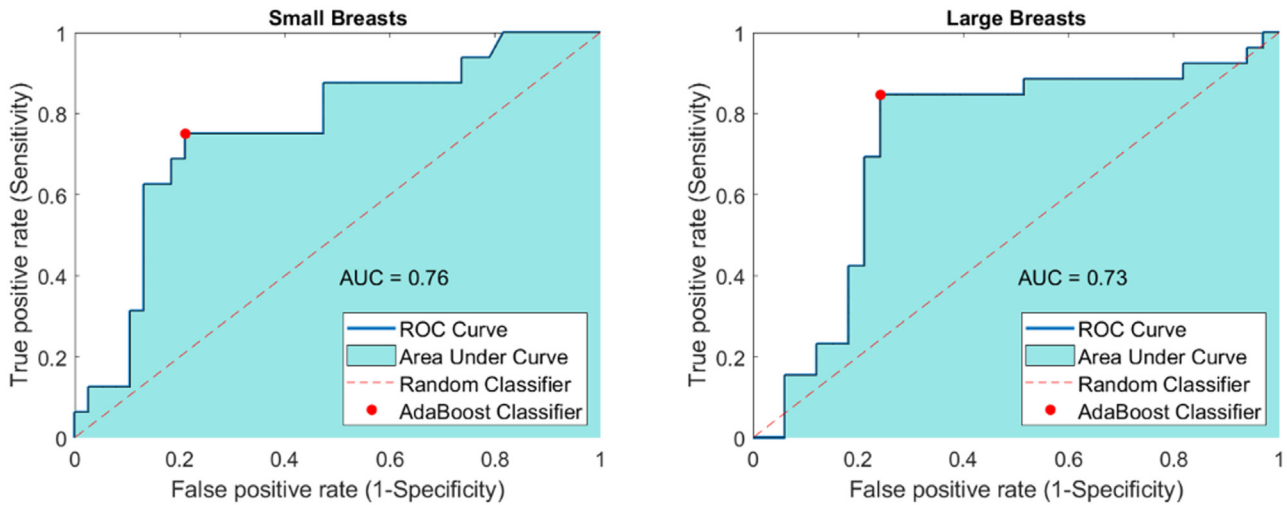 Small Breasts
True positive rate (Sensitivity)
1
0.8
0.6
0.4
0.2
0
AUC = 0.76
ROC Curve
Area Under Curve
Random Classifier
AdaBoost Classifier
0 0.2 0.4 0.6 0.8 1
False positive rate (1-Specificity)
Large Breasts
True positive rate (Sensitivity)
1
0.8
0.6
0.4
0.2
0
AUC = 0.73
ROC Curve
Area Under Curve
Random Classifier
AdaBoost Classifier
0 0.2 0.4 0.6 0.8 1
False positive rate (1-Specificity)